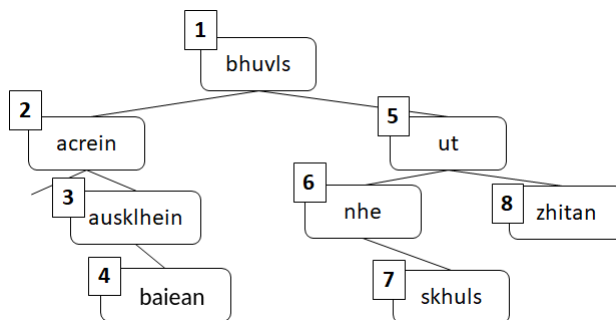 1
bhuvls
2
acrein
5
ut
3
ausklhein
6
nhe
8
zhitan
4
baiean
7
skhuls